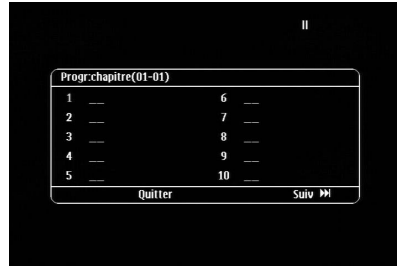 Progr:chapitre(01-01)
1 __ 6 __
2 __ 7 __
3 __ 8 __
4 __ 9 __
5 __ 10 __
Quitter Suiv